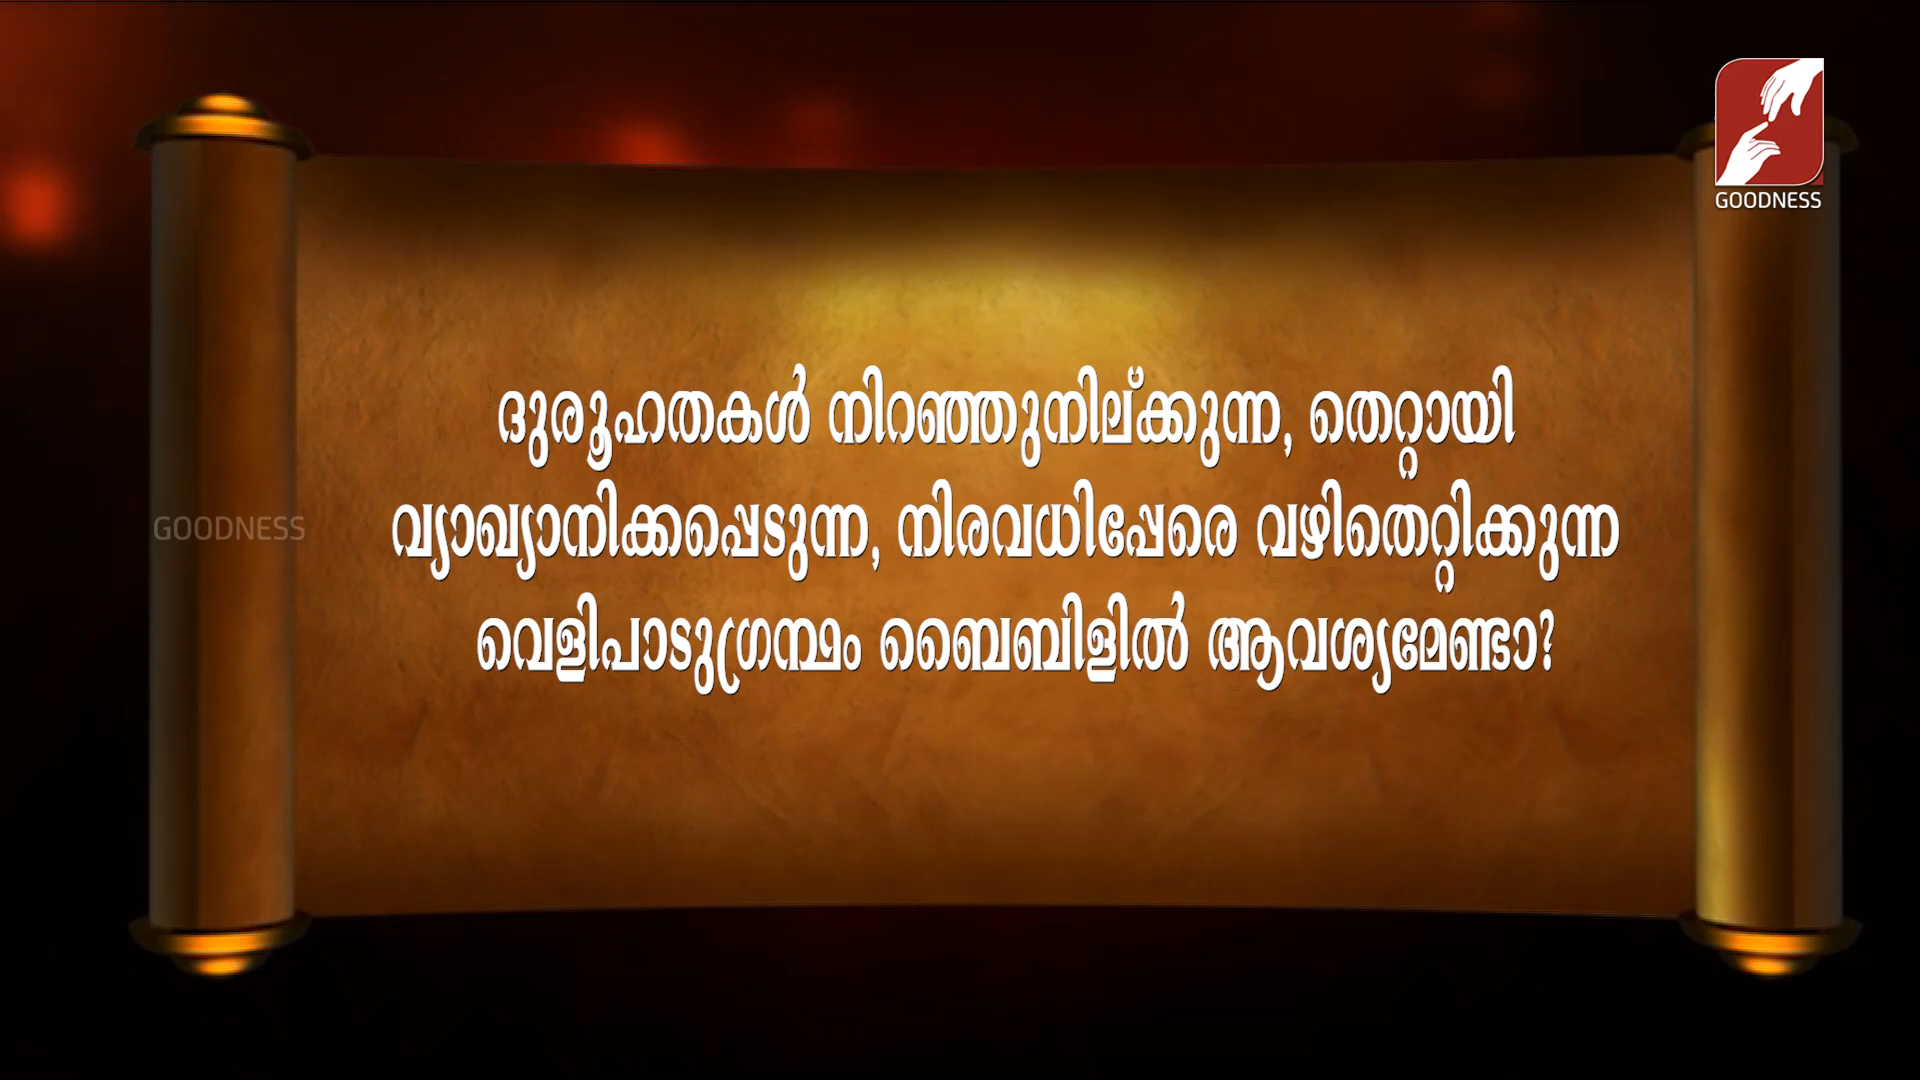 GOODNESS
ദുരൂഹതകൾ നിറഞ്ഞുനില്ക്കുന്ന, തെറ്റായി
വ്യാഖ്യാനിക്കപ്പെടുന്ന, നിരവധിപ്പേരെ വഴിതെറ്റിക്കുന്ന
GOODNESS
വെളിപാടുഗ്രന്ഥം ബൈബിളിൽ ആവശ്യമേണ്ടാ?